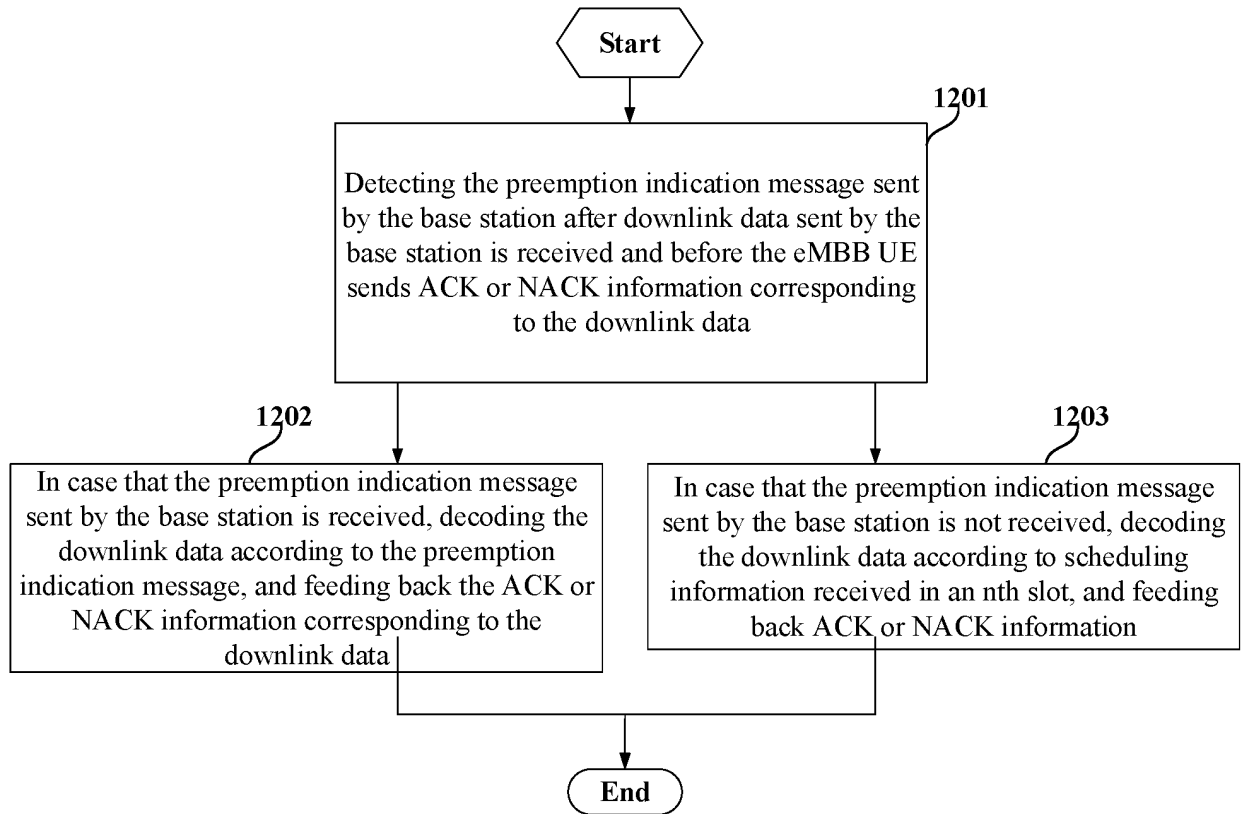 Start
1201
Detecting the preemption indication message sent
by the base station after downlink data sent by the
base station is received and before the eMBB UE
sends ACK or NACK information corresponding
to the downlink data
1202
In case that the preemption indication message
sent by the base station is received, decoding the
downlink data according to the preemption
indication message, and feeding back the ACK or
NACK information corresponding to the
downlink data
1203
In case that the preemption indication message
sent by the base station is not received, decoding
the downlink data according to scheduling
information received in an nth slot, and feeding
back ACK or NACK information
End